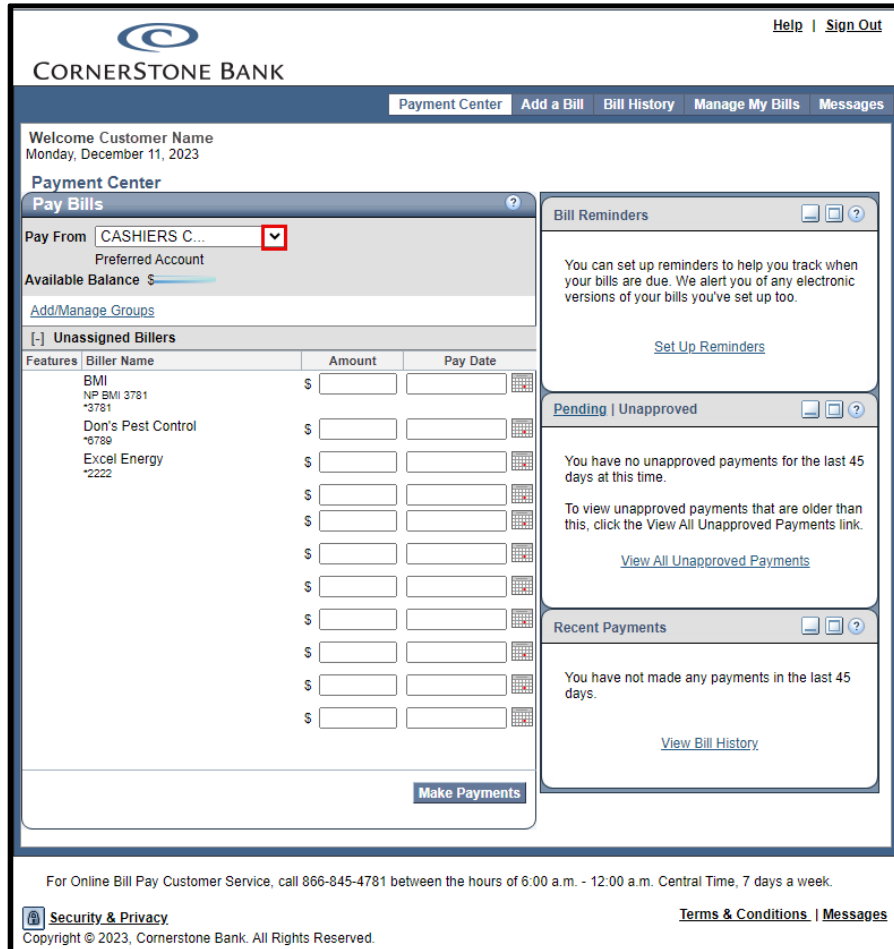 Help | Sign Out
CORNERSTONE BANK
Payment Center Add a Bill Bill History Manage My Bills Messages
Welcome Customer Name
Monday, December 11, 2023
Payment Center
Pay Bills ?
Pay From CASHIERS C...
Preferred Account
Available Balance $
Add/Manage Groups
[-] Unassigned Billers
Features Biller Name Amount Pay Date
BMI $
NP BMI 3781
*3781
Don's Pest Control $
*6789
Excel Energy $
*2222
$
$
$
$
$
$
$
$
Make Payments
Bill Reminders ?
You can set up reminders to help you track when
your bills are due. We alert you of any electronic
versions of your bills you've set up too.
Set Up Reminders
Pending | Unapproved ?
You have no unapproved payments for the last 45
days at this time.
To view unapproved payments that are older than
this, click the View All Unapproved Payments link.
View All Unapproved Payments
Recent Payments ?
You have not made any payments in the last 45
days.
View Bill History
For Online Bill Pay Customer Service, call 866-845-4781 between the hours of 6:00 a.m. - 12:00 a.m. Central Time, 7 days a week.
Security & Privacy
Terms & Conditions | Messages
Copyright © 2023, Cornerstone Bank. All Rights Reserved.